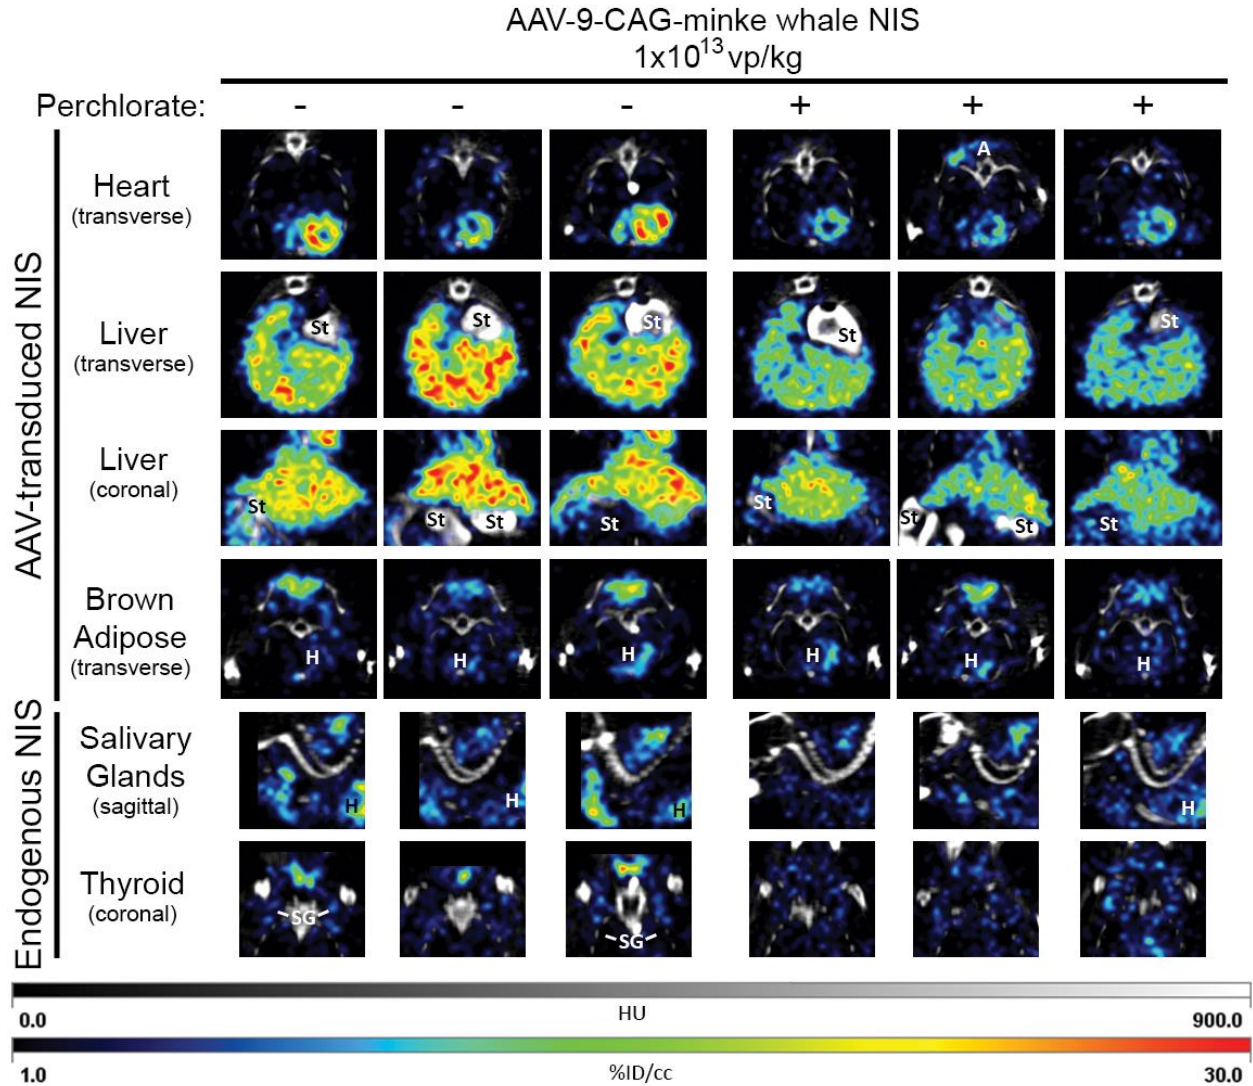 AAV-9-CAG-minke whale NIS
1x10¹³ vp/kg
Perchlorate: - - - + + +
AAV-transduced NIS
Heart
(transverse)
A
Liver
(transverse)
St St St St St
Liver
(coronal)
St St St St St St St St
Brown
Adipose
(transverse)
H H H H H H
Endogenous NIS
Salivary
Glands
(sagittal)
H H H H
Thyroid
(coronal)
SG SG
0.0 HU 900.0
1.0 %ID/cc 30.0